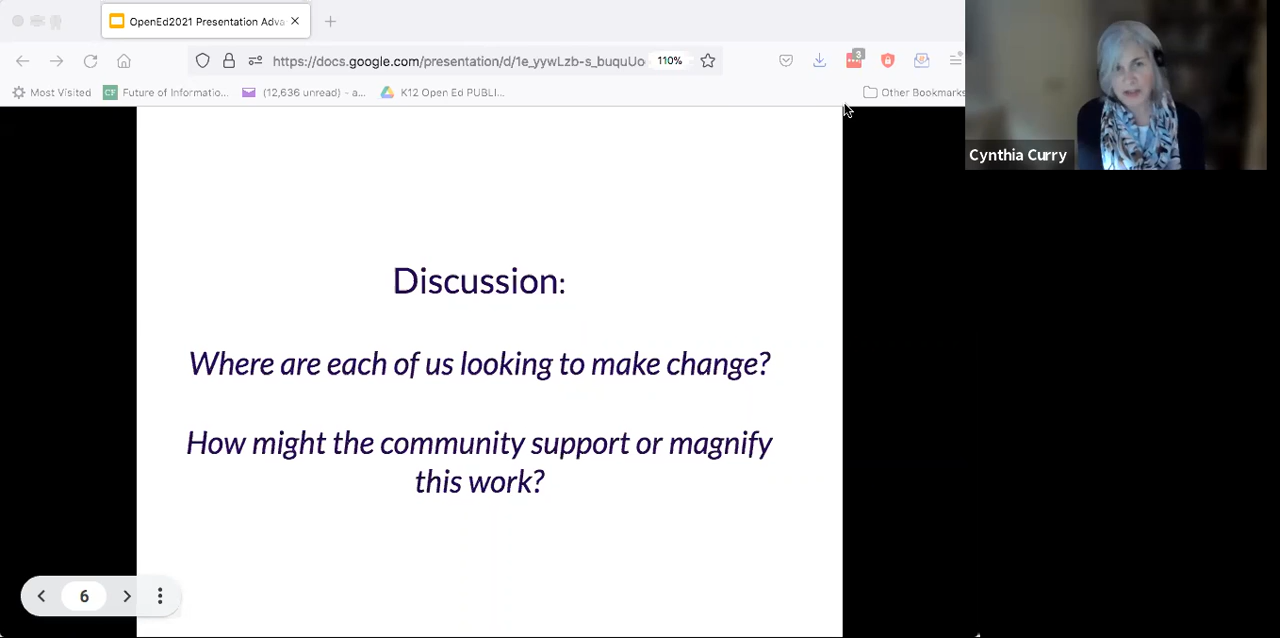 OpenEd2021 Presentation Adva
https://docs.google.com/presentation/d/1e_yywLzb-s_buquUo
110%
3
Most Visited
CF Future of Informatio...
(12,636 unread) - a...
K12 Open Ed PUBLI...
Other Bookmarks
Cynthia Curry
Discussion:
Where are each of us looking to make change?
How might the community support or magnify
this work?
6